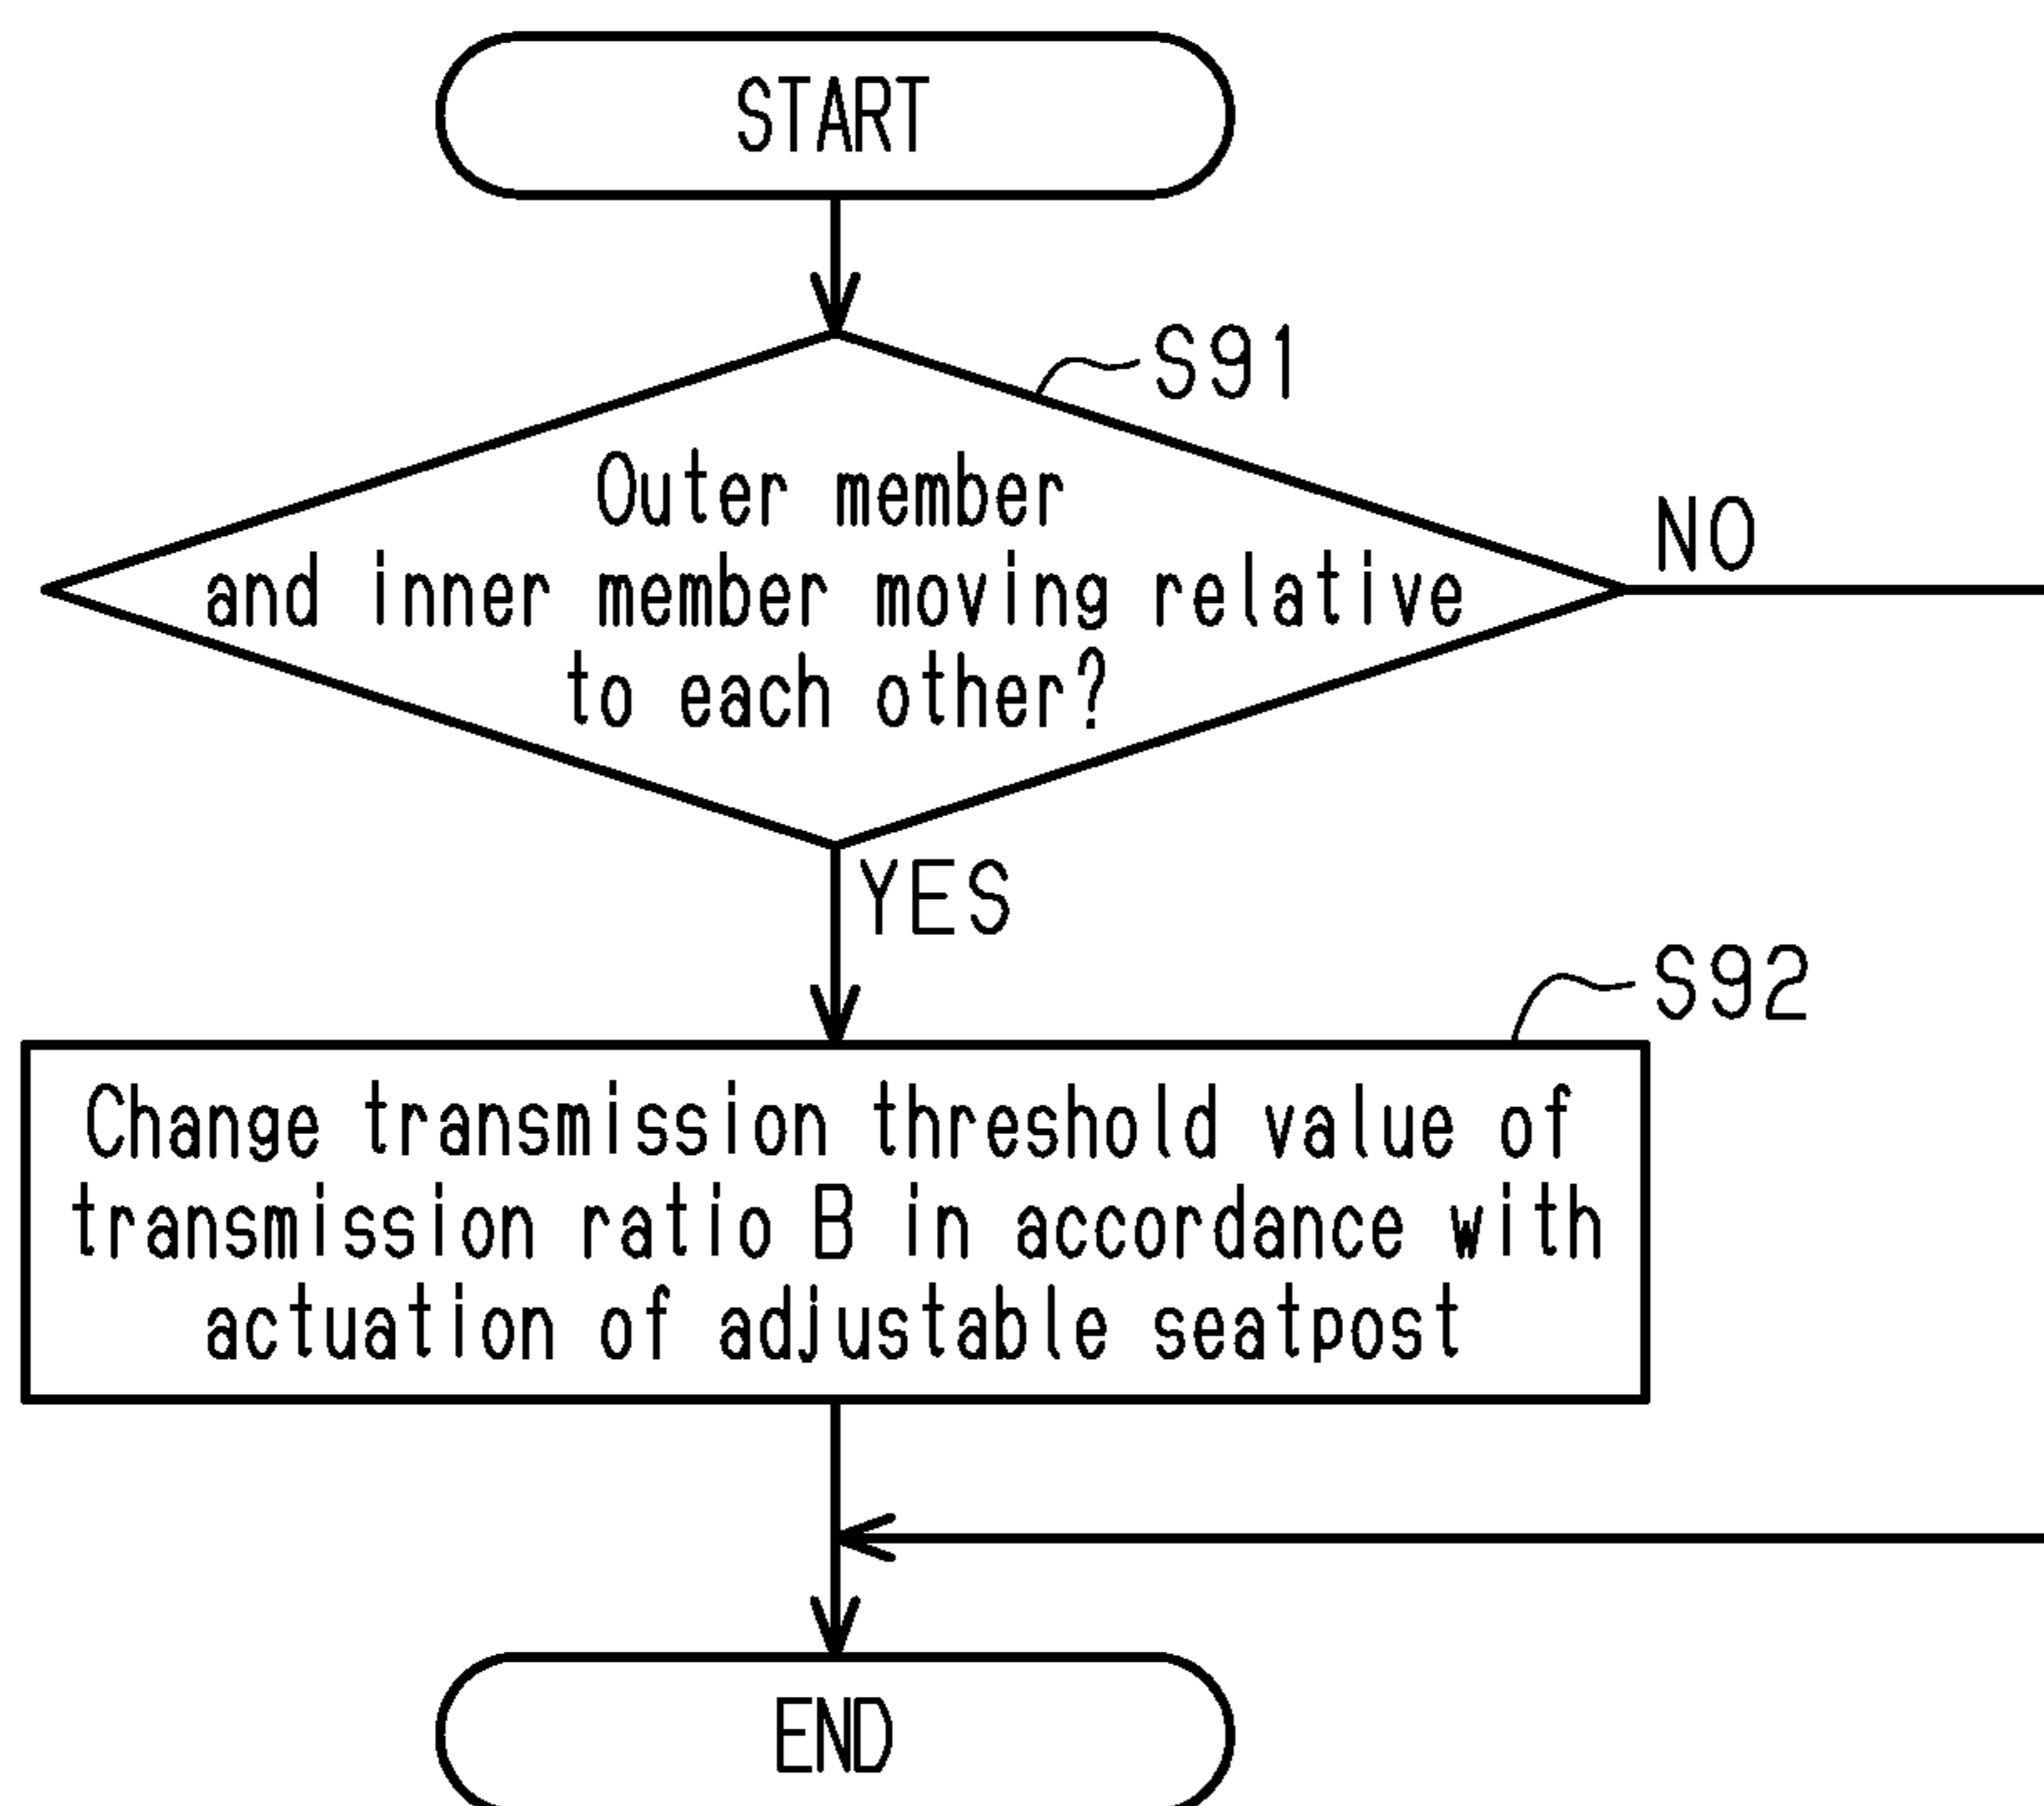 START
S91
Outer member
and inner member moving relative
to each other?
NO
YES
S92
Change transmission threshold value of
transmission ratio B in accordance with
actuation of adjustable seatpost
END